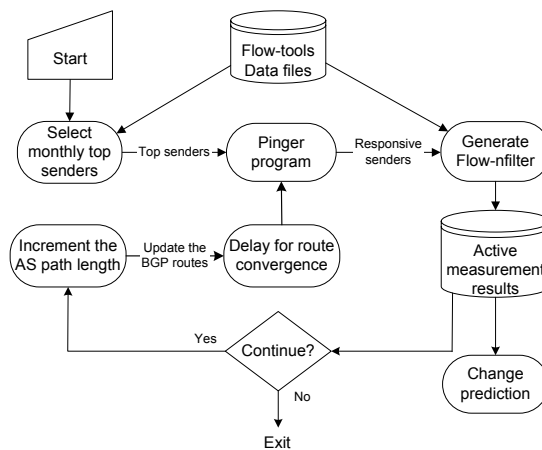 Start
Flow-tools
Data files
Select
monthly top
senders
Top senders
Pinger
program
Responsive
senders
Generate
Flow-nfilter
Increment the
AS path length
Update the
BGP routes
Delay for route
convergence
Active
measurement
results
Yes
Continue?
No
Exit
Change
prediction